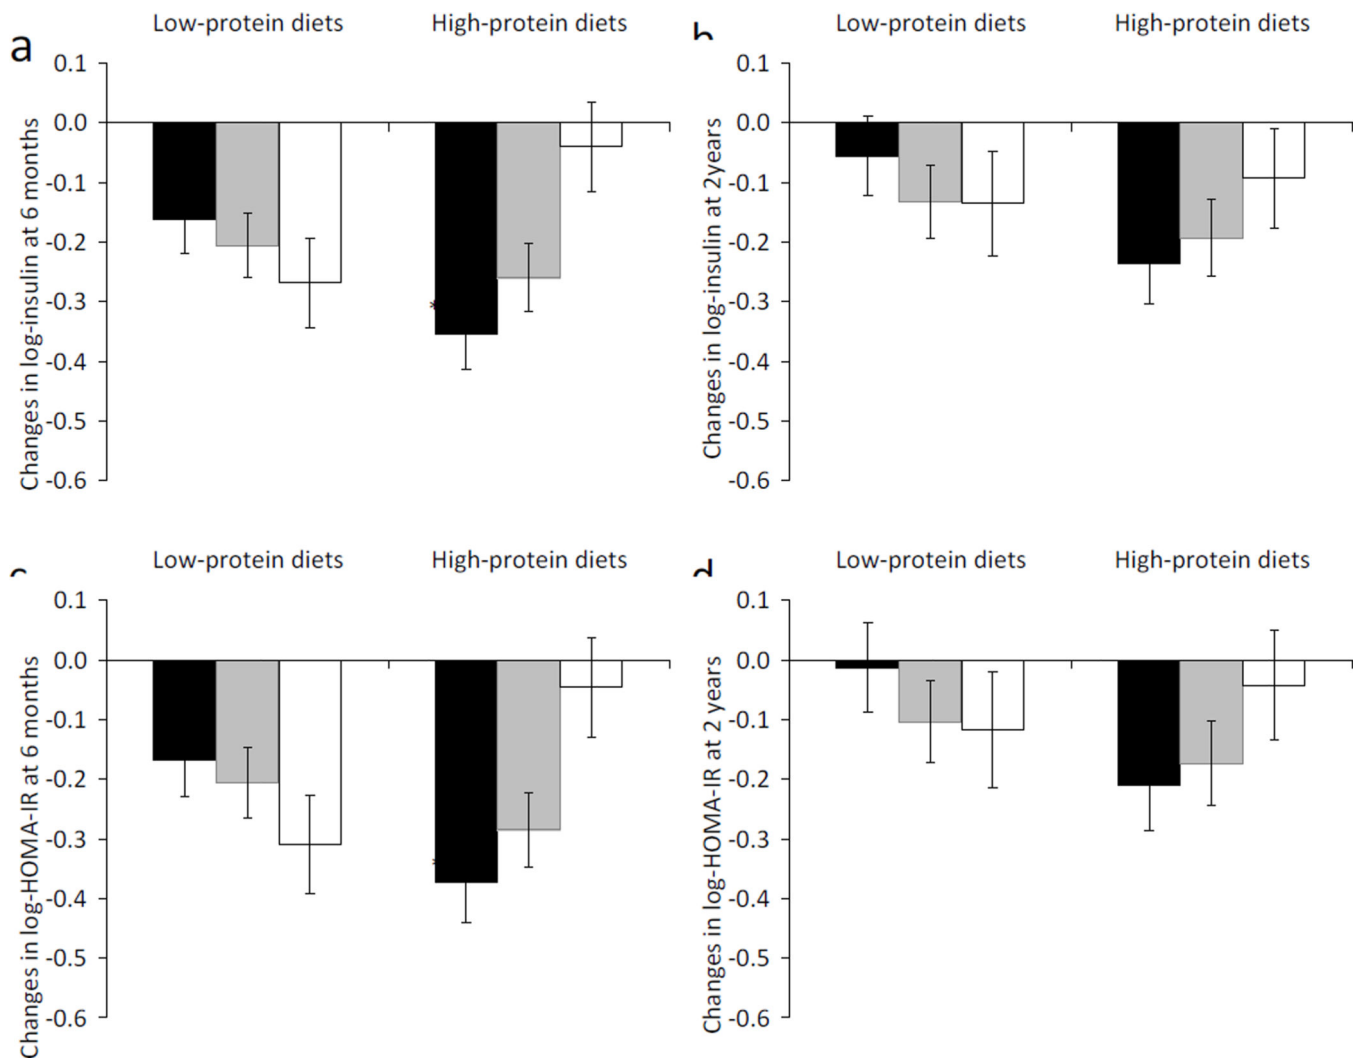 Low-protein diets High-protein diets
a
Changes in log-insulin at 6 months
0.1
0.0
-0.1
-0.2
-0.3
-0.4
-0.5
-0.6
*
Low-protein diets High-protein diets
b
Changes in log-insulin at 2years
0.1
0.0
-0.1
-0.2
-0.3
-0.4
-0.5
-0.6
Low-protein diets High-protein diets
c
Changes in log-HOMA-IR at 6 months
0.1
0.0
-0.1
-0.2
-0.3
-0.4
-0.5
-0.6
*
Low-protein diets High-protein diets
d
Changes in log-HOMA-IR at 2 years
0.1
0.0
-0.1
-0.2
-0.3
-0.4
-0.5
-0.6